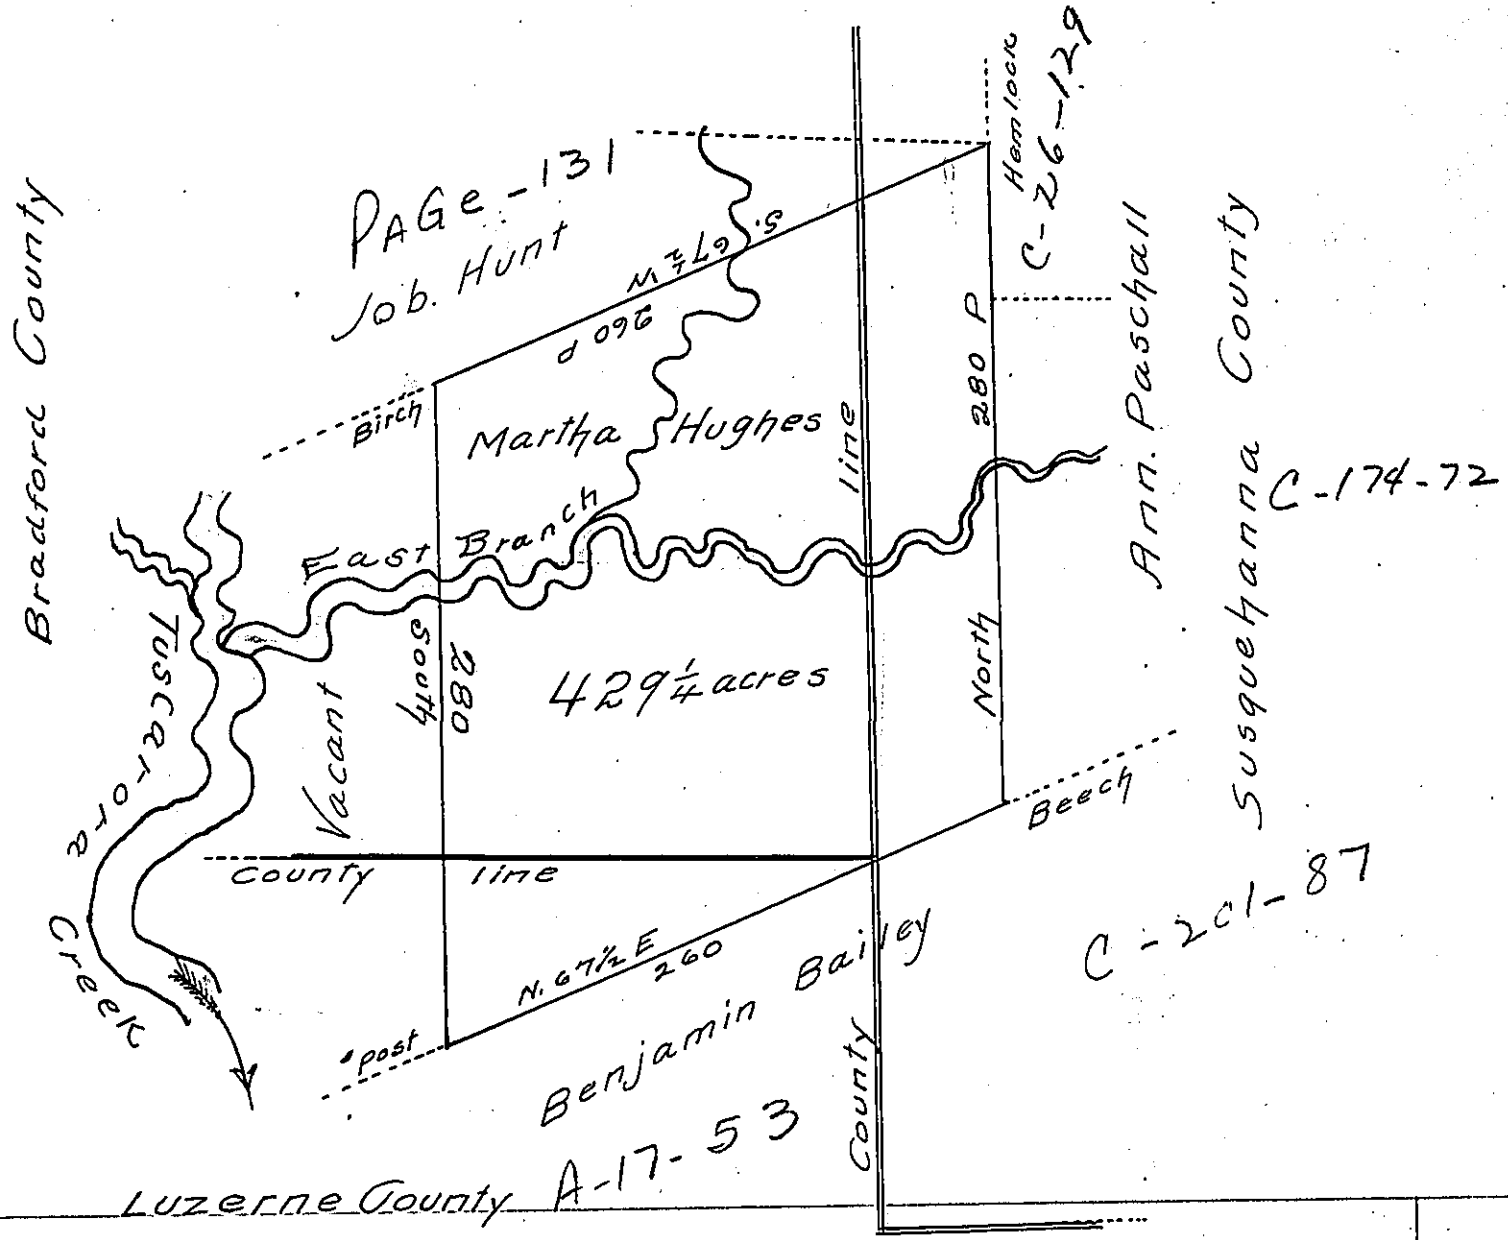 Hemlock
C-26-129
PAGe-131
Job. Hunt
Bradford County
S. 67½ W
260 P
280 P
North
Ann. Paschall
Susquehanna County
C-174-72
Birch
Martha Hughes
line
East Branch
Tuscarora
Creek
South
280
429¼ acres
Vacant
Beech
County line
N. 67½ E
260
Benjamin Bailey
C-201-87
post
County
A-17-53
Luzerne County